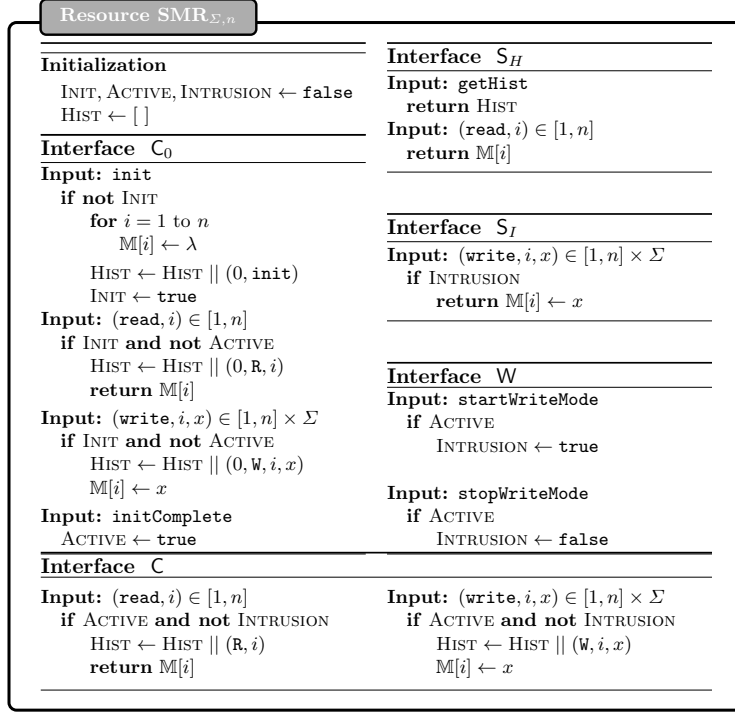 Resource SMR_{Σ,n}
Initialization
INIT, ACTIVE, INTRUSION ← false
HIST ← [ ]
Interface C_0
Input: init
if not INIT
for i = 1 to n
𝕄[i] ← λ
HIST ← HIST || (0, init)
INIT ← true
Input: (read, i) ∈ [1, n]
if INIT and not ACTIVE
HIST ← HIST || (0, R, i)
return 𝕄[i]
Input: (write, i, x) ∈ [1, n] × Σ
if INIT and not ACTIVE
HIST ← HIST || (0, W, i, x)
𝕄[i] ← x
Input: initComplete
ACTIVE ← true
Interface S_H
Input: getHist
return HIST
Input: (read, i) ∈ [1, n]
return 𝕄[i]
Interface S_I
Input: (write, i, x) ∈ [1, n] × Σ
if INTRUSION
return 𝕄[i] ← x
Interface W
Input: startWriteMode
if ACTIVE
INTRUSION ← true
Input: stopWriteMode
if ACTIVE
INTRUSION ← false
Interface C
Input: (read, i) ∈ [1, n]
if ACTIVE and not INTRUSION
HIST ← HIST || (R, i)
return 𝕄[i]
Input: (write, i, x) ∈ [1, n] × Σ
if ACTIVE and not INTRUSION
HIST ← HIST || (W, i, x)
𝕄[i] ← x